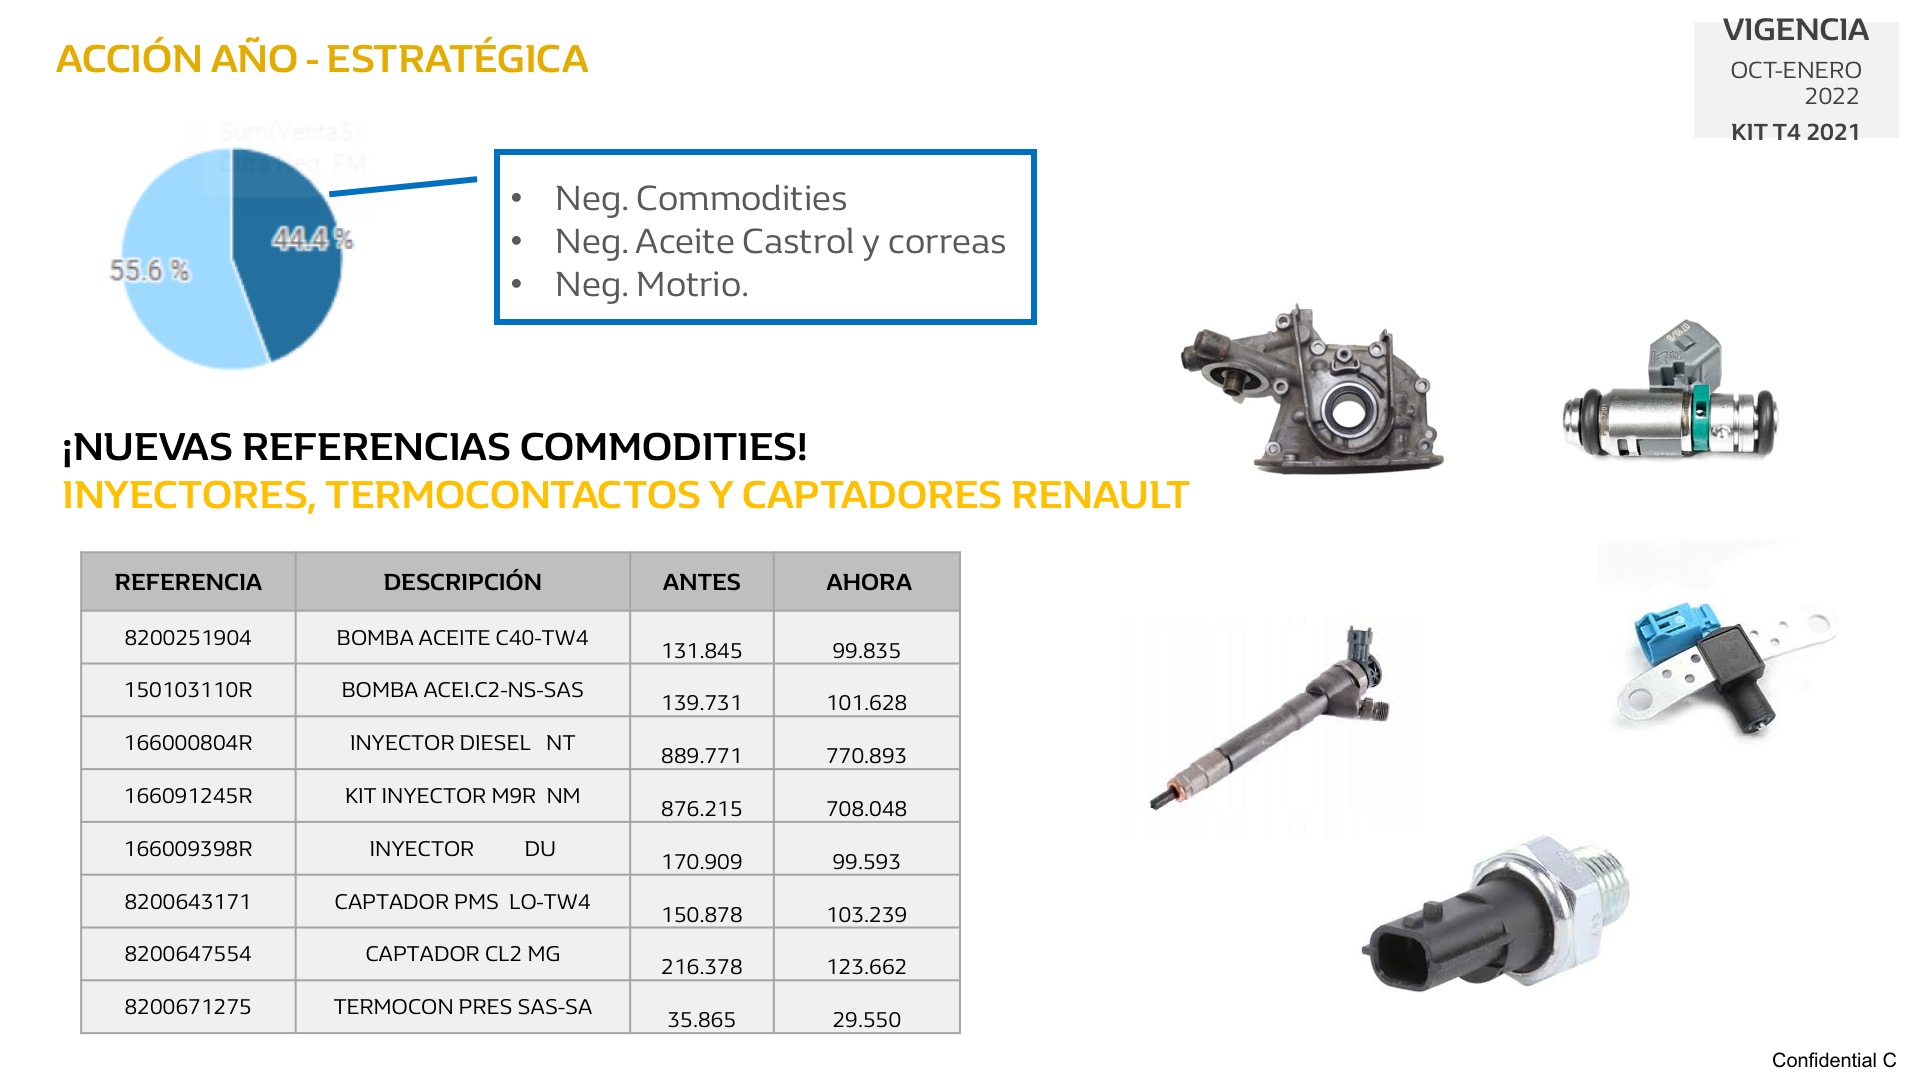 ACCIÓN AÑO - ESTRATÉGICA
VIGENCIA
OCT-ENERO
2022
KIT T4 2021
Sum(Venta$):
44.4 %
55.6 %
• Neg. Commodities
• Neg. Aceite Castrol y correas
• Neg. Motrio.
¡NUEVAS REFERENCIAS COMMODITIES!
INYECTORES, TERMOCONTACTOS Y CAPTADORES RENAULT
REFERENCIA DESCRIPCIÓN ANTES AHORA
8200251904 BOMBA ACEITE C40-TW4 131.845 99.835
150103110R BOMBA ACEI.C2-NS-SAS 139.731 101.628
166000804R INYECTOR DIESEL NT 889.771 770.893
166091245R KIT INYECTOR M9R NM 876.215 708.048
166009398R INYECTOR DU 170.909 99.593
8200643171 CAPTADOR PMS LO-TW4 150.878 103.239
8200647554 CAPTADOR CL2 MG 216.378 123.662
8200671275 TERMOCON PRES SAS-SA 35.865 29.550
Confidential C